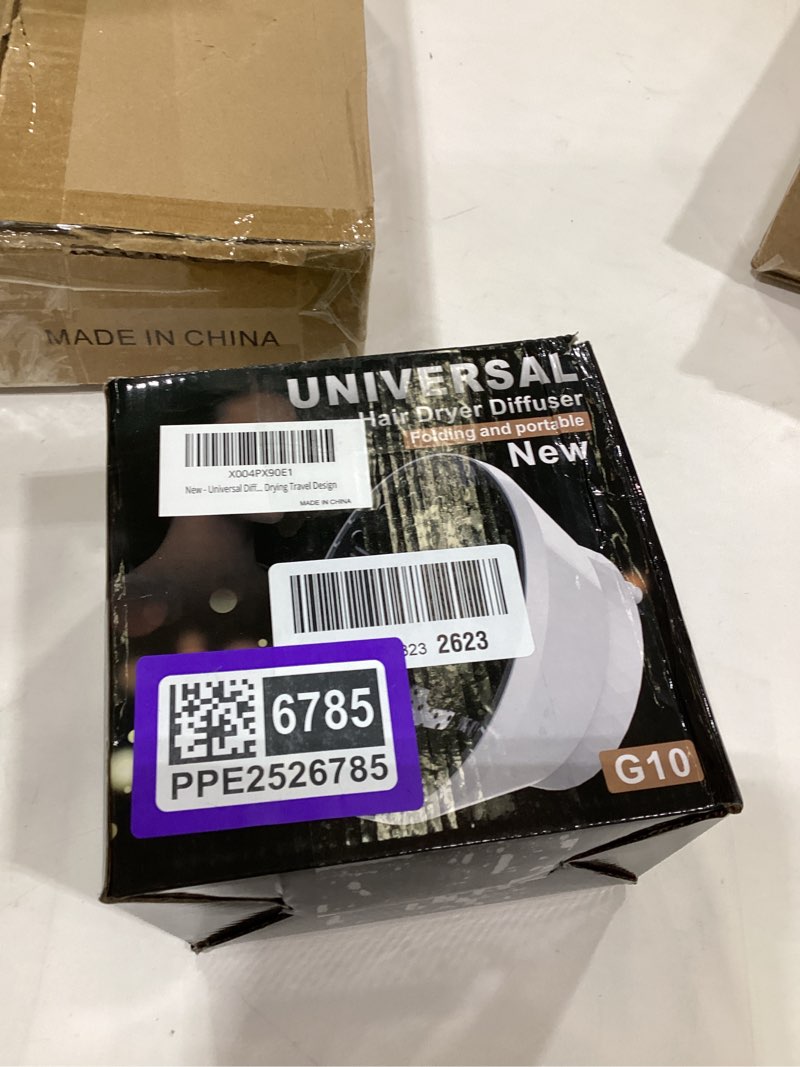 MADE IN CHINA
UNIVERSAL
Hair Dryer Diffuser
Folding and portable
New
X004PX90E1
New - Universal Diff... Drying Travel Design
MADE IN CHINA
323 2623
6785
PPE2526785
G10